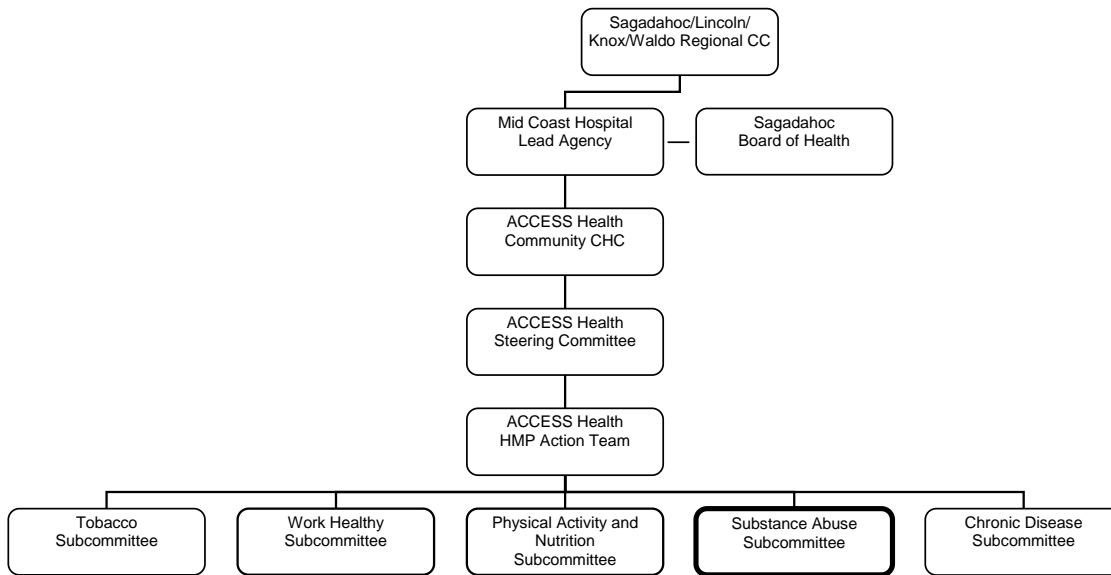 Sagadahoc/Lincoln/
Knox/Waldo Regional CC
Mid Coast Hospital
Lead Agency
Sagadahoc
Board of Health
ACCESS Health
Community CHC
ACCESS Health
Steering Committee
ACCESS Health
HMP Action Team
Tobacco
Subcommittee
Work Healthy
Subcommittee
Physical Activity and
Nutrition
Subcommittee
Substance Abuse
Subcommittee
Chronic Disease
Subcommittee